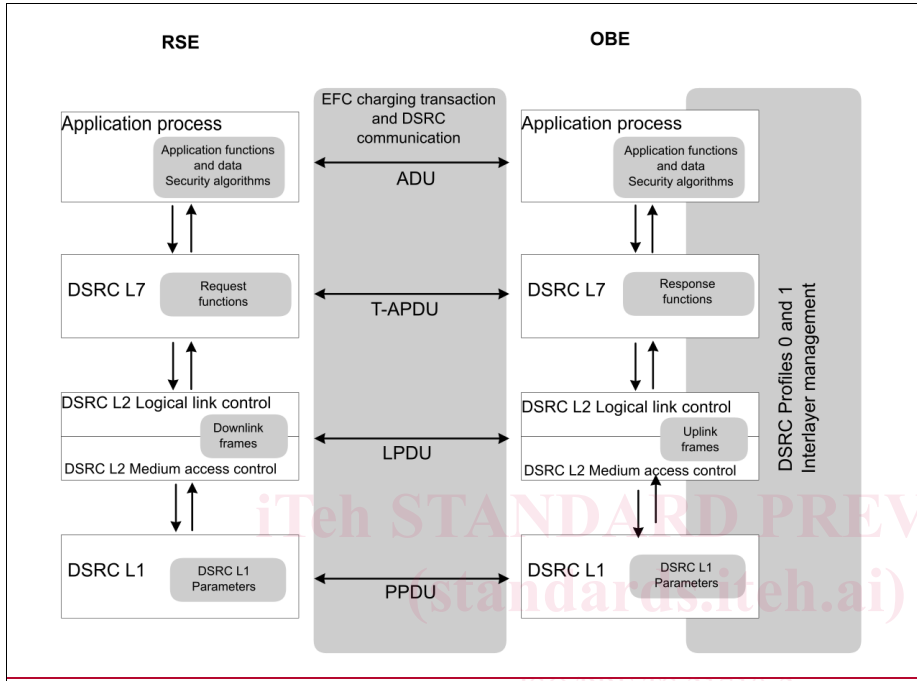 RSE
OBE
EFC charging transaction
and DSRC
communication
Application process
Application functions
and data
Security algorithms
ADU
Application process
Application functions
and data
Security algorithms
DSRC L7
Request
functions
T-APDU
DSRC L7
Response
functions
DSRC Profiles 0 and 1
Interlayer management
DSRC L2 Logical link control
Downlink
frames
DSRC L2 Medium access control
LPDU
DSRC L2 Logical link control
Uplink
frames
DSRC L2 Medium access control
iTeh STANDARD PREV
DSRC L1
DSRC L1
Parameters
PPDU
DSRC L1
DSRC L1
Parameters
(standards.iteh.ai)